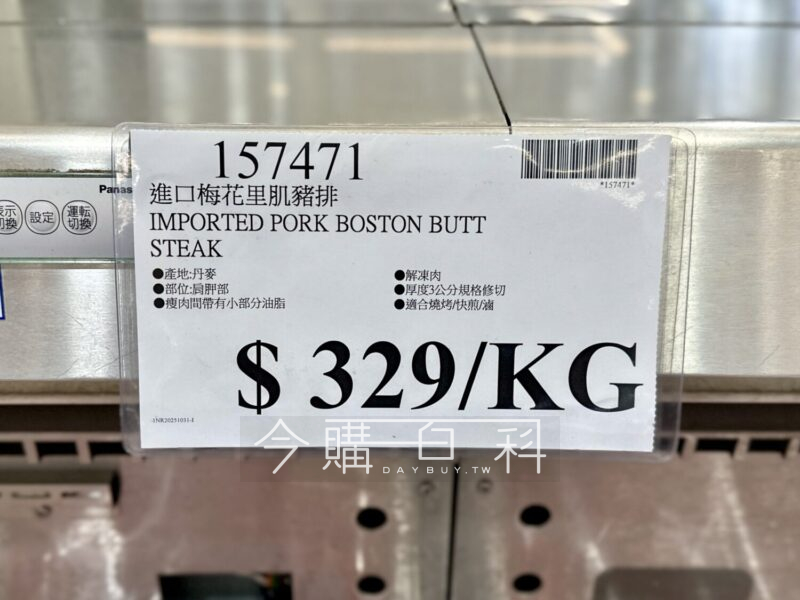 157471
*157471*
進口梅花里肌豬排
IMPORTED PORK BOSTON BUTT
STEAK
●產地:丹麥
●部位:肩胛部
●瘦肉間帶有小部分油脂
●解凍肉
●厚度3公分規格修切
●適合燒烤/快煎/滷
$ 329/KG
Panas
表示
切換
設定
運転
切換
今購百科
DAYBUY.TW